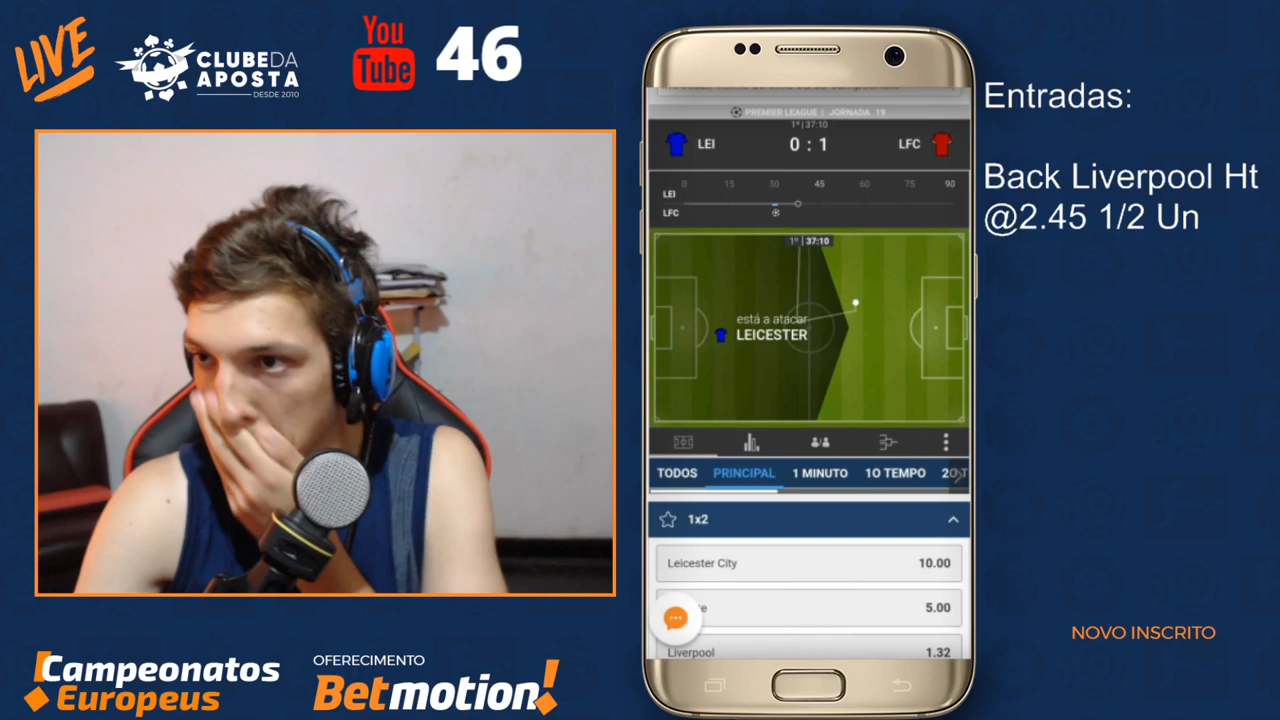 LIVE
CLUBEDA
APOSTA
DESDE 2010
You
Tube
46
PREMIER LEAGUE | JORNADA 19
1º | 37:10
LEI
0 : 1
LFC
0 15 30 45 60 75 90
LEI
LFC
1º | 37:10
está a atacar
LEICESTER
TODOS
PRINCIPAL
1 MINUTO
1O TEMPO
1x2
Leicester City
10.00
5.00
Liverpool
1.32
Entradas:
Back Liverpool Ht
@2.45 1/2 Un
NOVO INSCRITO
Campeonatos
Europeus
OFERECIMENTO
Betmotion!